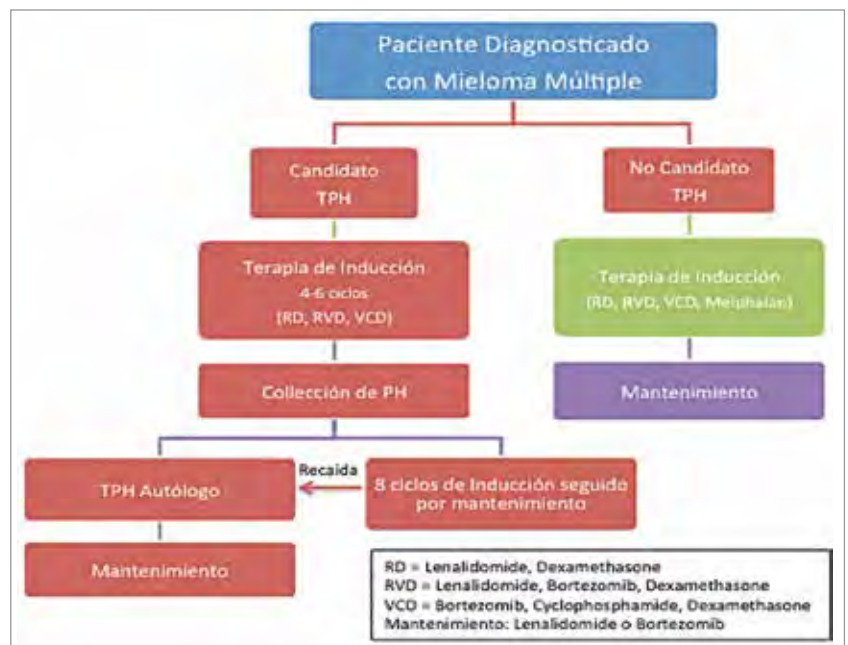 Paciente Diagnosticado
con Mieloma Múltiple
Candidato
TPH
No Candidato
TPH
Terapia de Inducción
4-6 ciclos
(RD, RVD, VCD)
Terapia de Inducción
(RD, RVD, VCD, Melphalan)
Collección de PH
Mantenimiento
TPH Autólogo
Recaida
8 ciclos de Inducción seguido
por mantenimiento
Mantenimiento
RD = Lenalidomide, Dexamethasone
RVD = Lenalidomide, Bortezomib, Dexamethasone
VCD = Bortezomib, Cyclophosphamide, Dexamethasone
Mantenimiento: Lenalidomide o Bortezomib